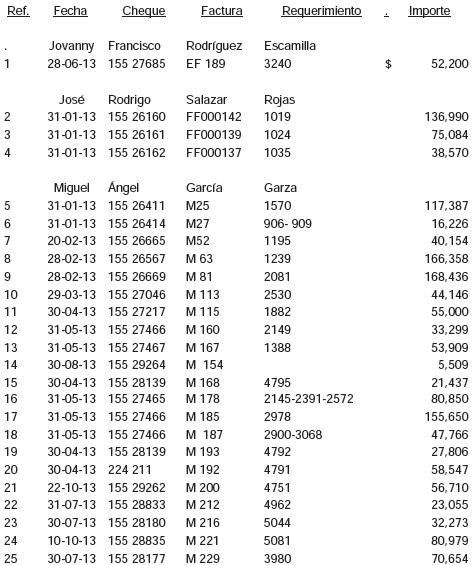 Ref. Fecha Cheque Factura Requerimiento . Importe
. Jovanny Francisco Rodríguez Escamilla
1 28-06-13 155 27685 EF 189 3240 $ 52,200
José Rodrigo Salazar Rojas
2 31-01-13 155 26160 FF000142 1019 136,990
3 31-01-13 155 26161 FF000139 1024 75,084
4 31-01-13 155 26162 FF000137 1035 38,570
Miguel Ángel García Garza
5 31-01-13 155 26411 M25 1570 117,387
6 31-01-13 155 26414 M27 906- 909 16,226
7 20-02-13 155 26665 M52 1195 40,154
8 28-02-13 155 26567 M 63 1239 166,358
9 28-02-13 155 26669 M 81 2081 168,436
10 29-03-13 155 27046 M 113 2530 44,146
11 30-04-13 155 27217 M 115 1882 55,000
12 31-05-13 155 27466 M 160 2149 33,299
13 31-05-13 155 27467 M 167 1388 53,909
14 30-08-13 155 29264 M 154 5,509
15 30-04-13 155 28139 M 168 4795 21,437
16 31-05-13 155 27465 M 178 2145-2391-2572 80,850
17 31-05-13 155 27466 M 185 2978 155,650
18 31-05-13 155 27466 M 187 2900-3068 47,766
19 30-04-13 155 28139 M 193 4792 27,806
20 30-04-13 224 211 M 192 4791 58,547
21 22-10-13 155 29262 M 200 4751 56,710
22 31-07-13 155 28833 M 212 4962 23,055
23 30-07-13 155 28180 M 216 5044 32,273
24 10-10-13 155 28835 M 221 5081 80,979
25 30-07-13 155 28177 M 229 3980 70,654